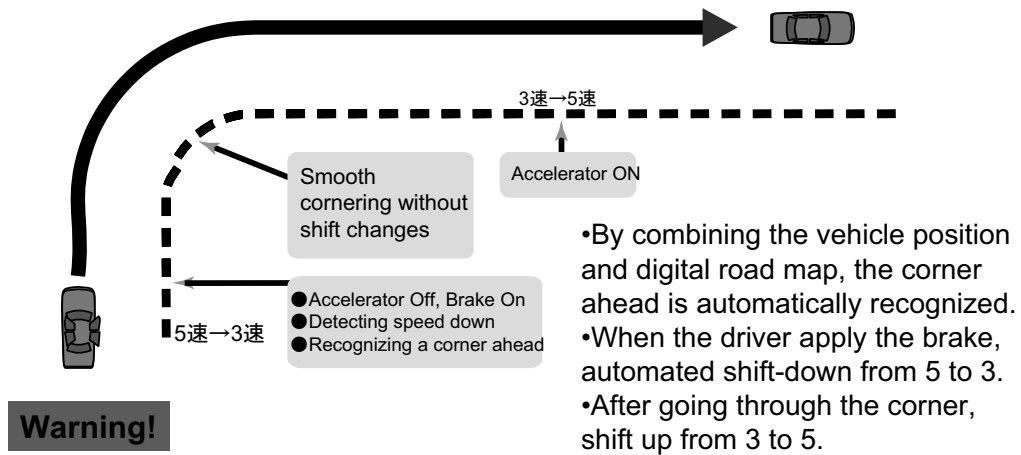 3速→5速
Smooth
cornering without
shift changes
Accelerator ON
●Accelerator Off, Brake On
●Detecting speed down
●Recognizing a corner ahead
5速→3速
Warning!
•By combining the vehicle position
and digital road map, the corner
ahead is automatically recognized.
•When the driver apply the brake,
automated shift-down from 5 to 3.
•After going through the corner,
shift up from 3 to 5.